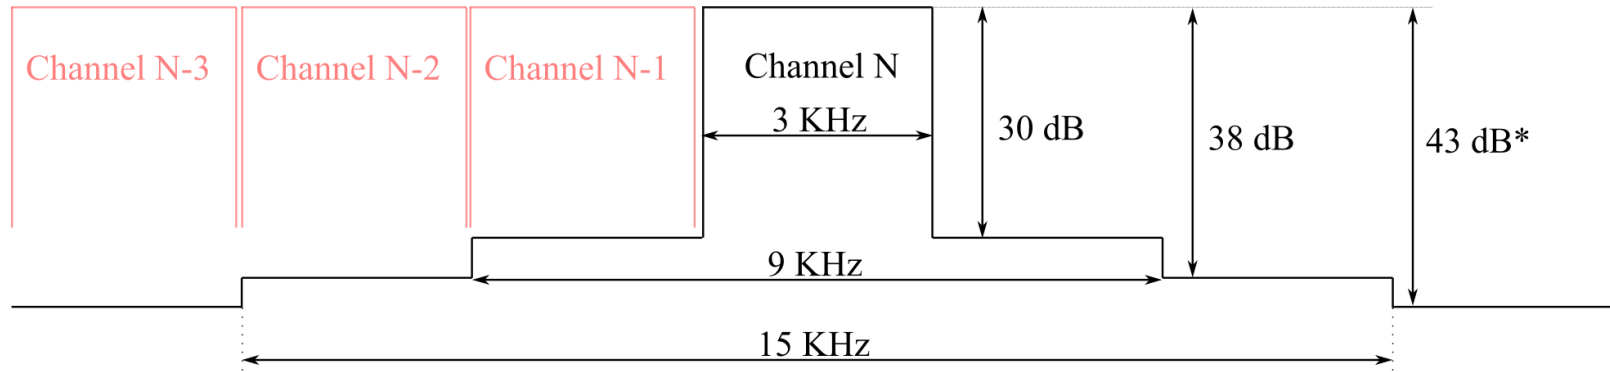 Channel N-3
Channel N-2
Channel N-1
Channel N
3 KHz
30 dB
38 dB
43 dB*
9 KHz
15 KHz